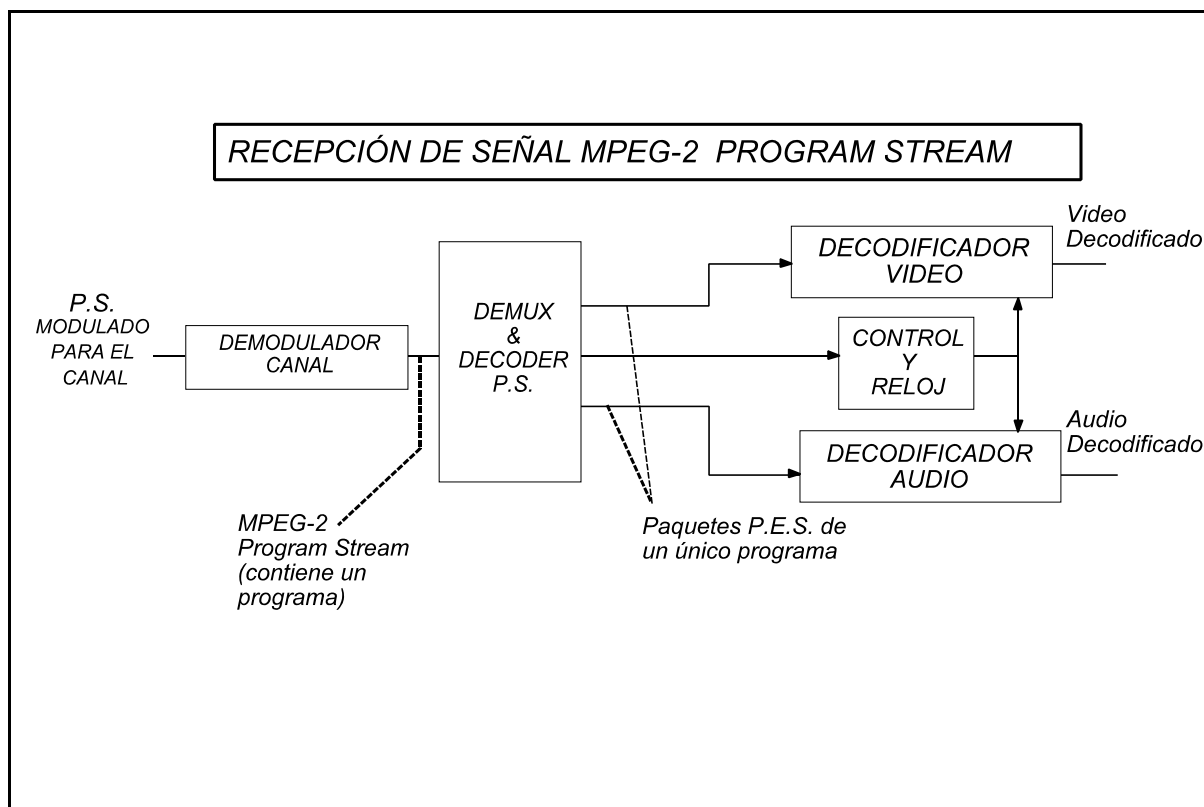 RECEPCIÓN DE SEÑAL MPEG-2 PROGRAM STREAM
P.S.
MODULADO
PARA EL
CANAL
DEMODULADOR
CANAL
MPEG-2
Program Stream
(contiene un
programa)
DEMUX
&
DECODER
P.S.
Paquetes P.E.S. de
un único programa
DECODIFICADOR
VIDEO
Video
Decodificado
CONTROL
Y
RELOJ
DECODIFICADOR
AUDIO
Audio
Decodificado